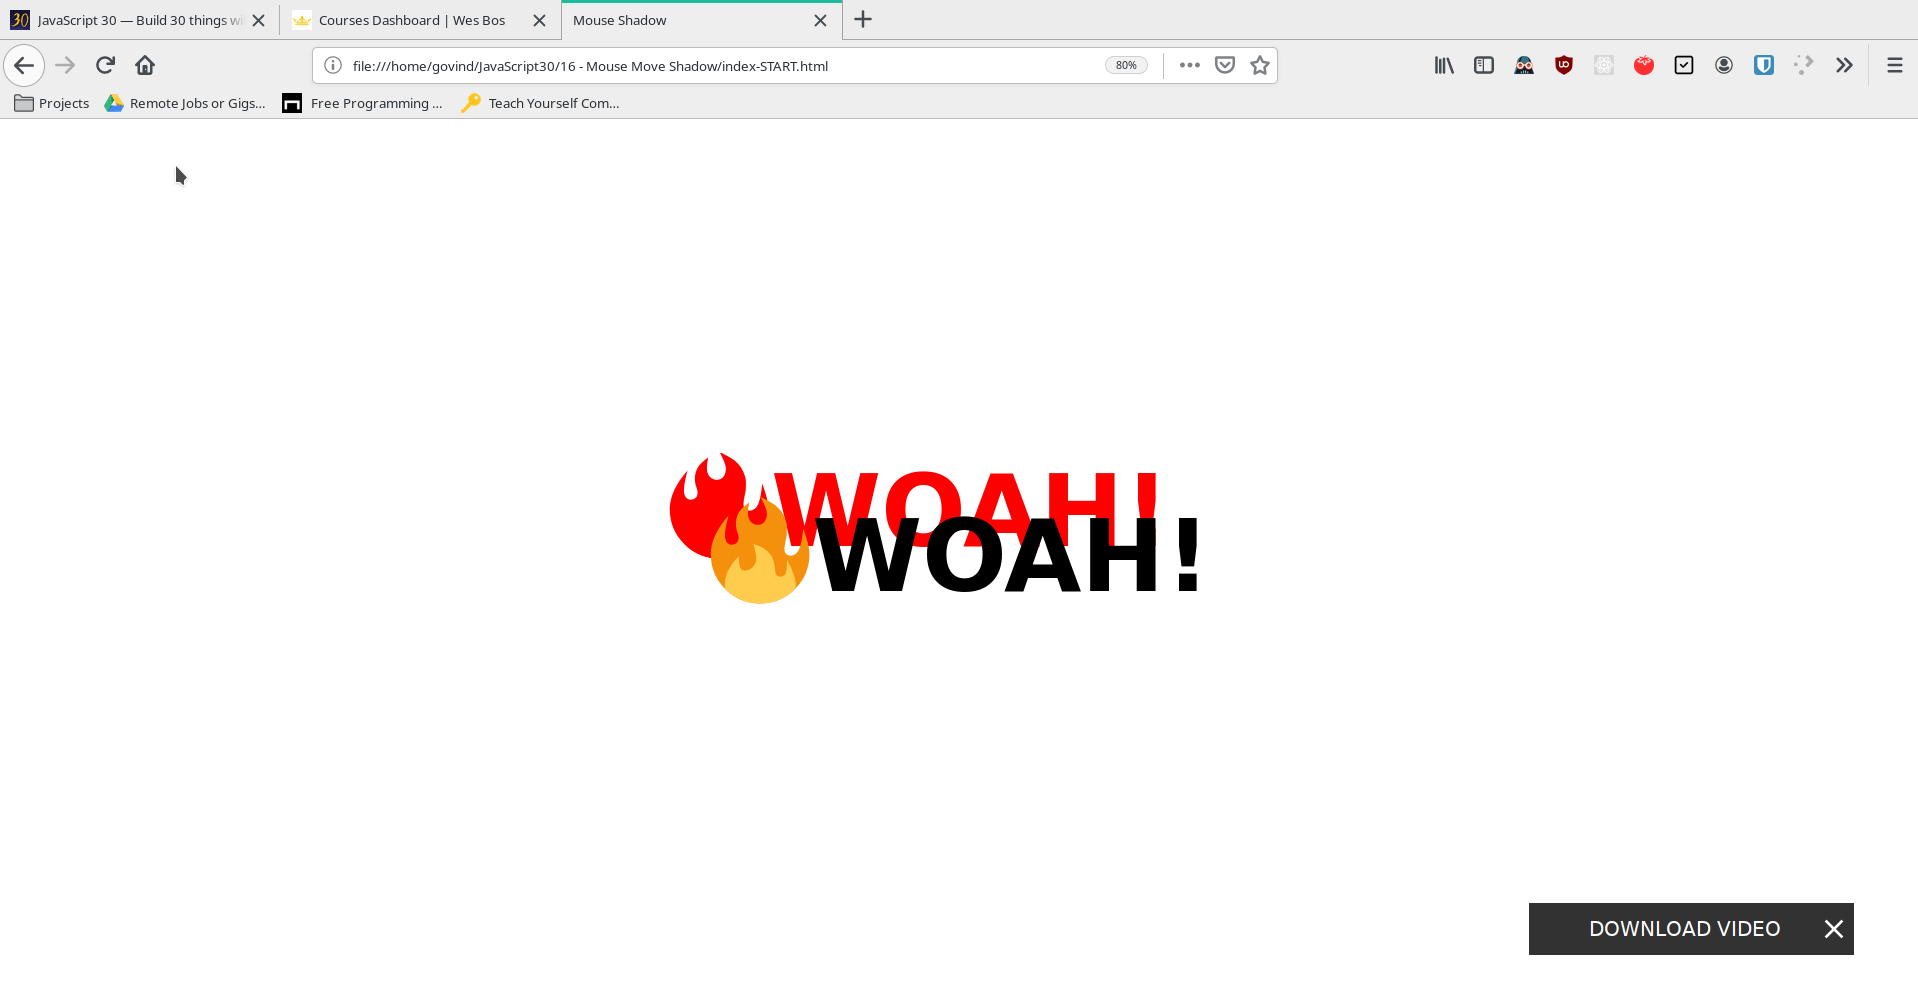 30 JavaScript 30 — Build 30 things wi
Courses Dashboard | Wes Bos
Mouse Shadow
file:///home/govind/JavaScript30/16 - Mouse Move Shadow/index-START.html
80%
Projects
Remote Jobs or Gigs...
Free Programming ...
Teach Yourself Com...
WOAH!
WOAH!
DOWNLOAD VIDEO